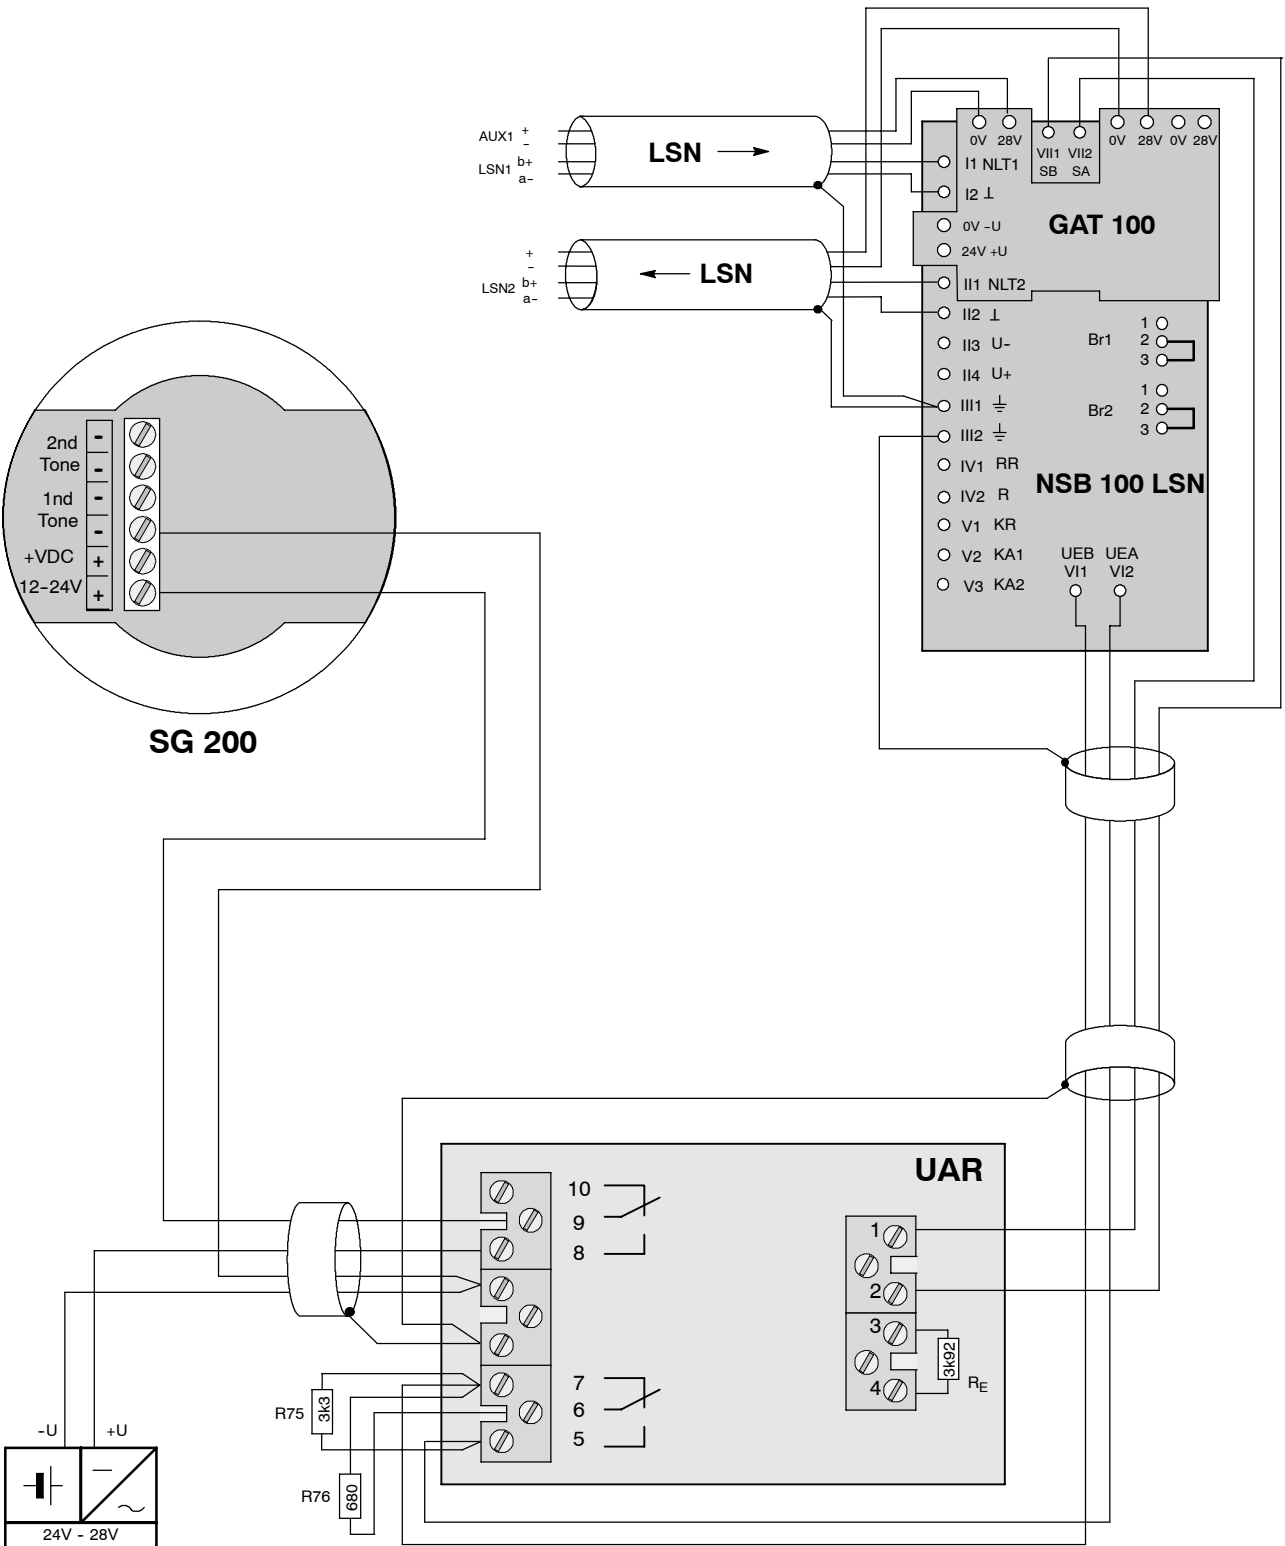 AUX1 + -
LSN1 b+ a-
LSN →
+ -
LSN2 b+ a-
← LSN
0V 28V
VII1 VII2
SB SA
0V 28V 0V 28V
I1 NLT1
I2 ⊥
GAT 100
0V -U
24V +U
II1 NLT2
II2 ⊥
II3 U-
II4 U+
III1 ⏚
III2 ⏚
IV1 RR
IV2 R
V1 KR
V2 KA1
V3 KA2
Br1 1 2 3
Br2 1 2 3
NSB 100 LSN
UEB UEA
VI1 VI2
2nd -
Tone -
1nd -
Tone -
+VDC +
12-24V +
SG 200
UAR
10
9
8
7
6
5
1
2
3
4
3k92
RE
R75 3k3
R76 680
-U +U
24V - 28V